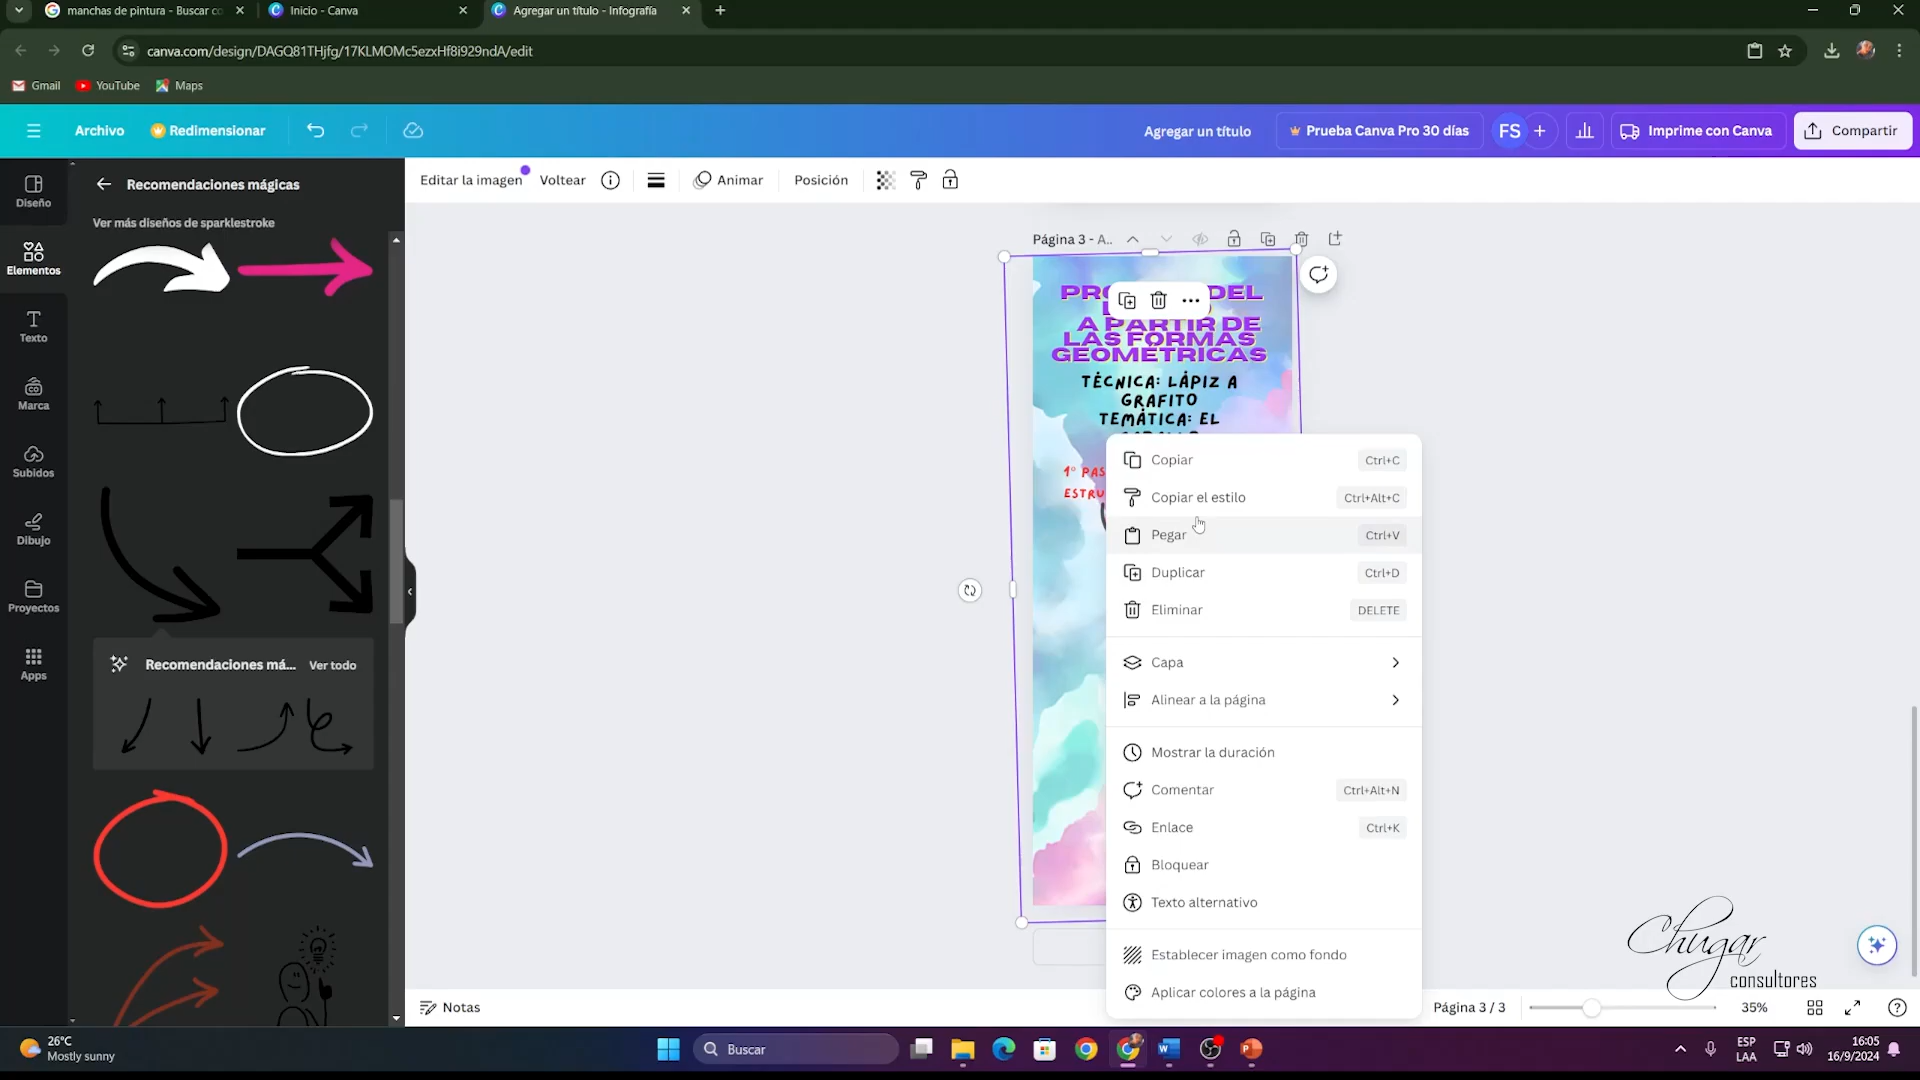 manchas de pintura - Buscar co
Inicio - Canva
Agregar un título - Infografía
canva.com/design/DAGQ81THjfg/17KLMOMc5ezxHf8i929ndA/edit
Gmail
YouTube
Maps
Archivo
Redimensionar
Agregar un título
Prueba Canva Pro 30 días
FS
Imprime con Canva
Compartir
Diseño
Elementos
Texto
Marca
Subidos
Dibujo
Proyectos
Apps
Recomendaciones mágicas
Ver más diseños de sparklestroke
Recomendaciones má...
Ver todo
Editar la imagen
Voltear
Animar
Posición
Página 3 - A..
DEL
A PARTIR DE
LAS FORMAS
GEOMÉTRICAS
TÉCNICA: LÁPIZ A
GRAFITO
TEMÁTICA: EL
1° PAS
ESTRU
Copiar Ctrl+C
Copiar el estilo Ctrl+Alt+C
Pegar Ctrl+V
Duplicar Ctrl+D
Eliminar DELETE
Capa
Alinear a la página
Mostrar la duración
Comentar Ctrl+Alt+N
Enlace Ctrl+K
Bloquear
Texto alternativo
Establecer imagen como fondo
Aplicar colores a la página
Chugar
consultores
Notas
Página 3 / 3
35%
26°C
Mostly sunny
Buscar
ESP
LAA
16:05
16/9/2024